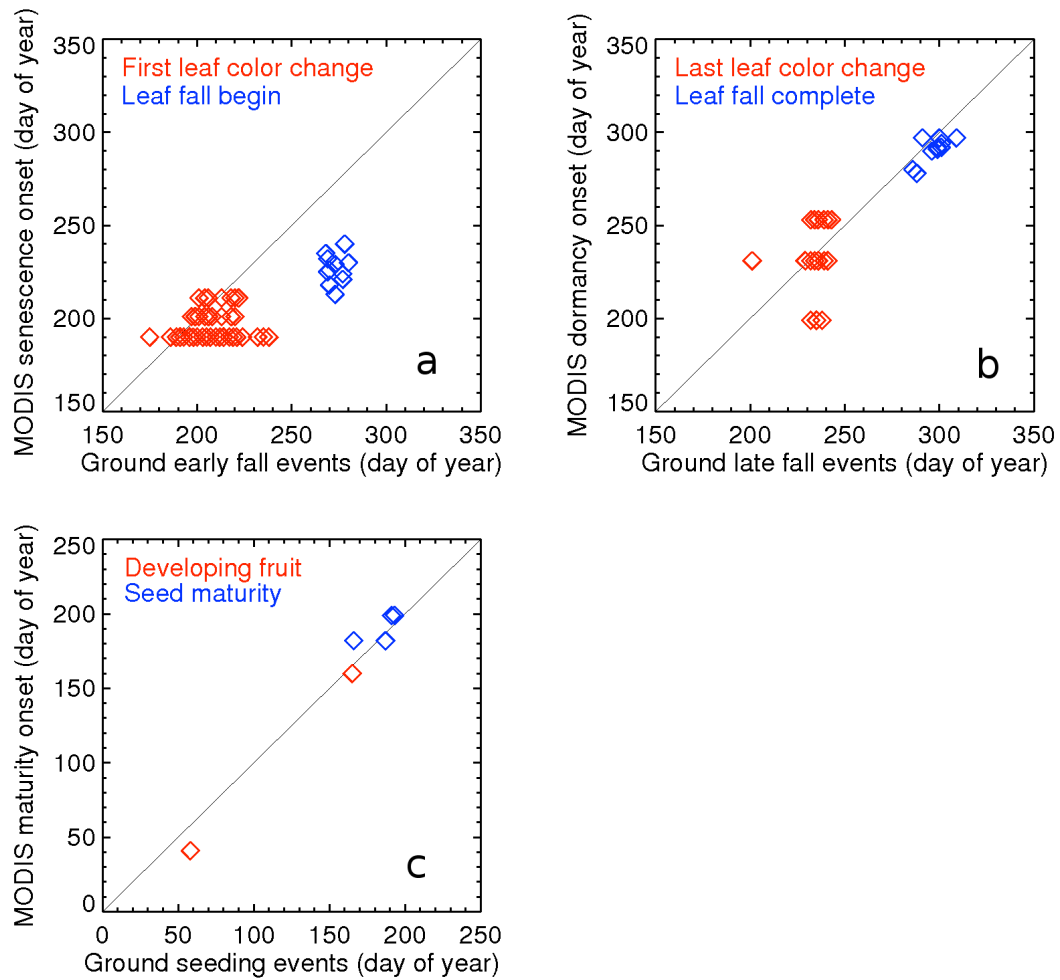 First leaf color change
Leaf fall begin
350
300
250
200
150
MODIS senescence onset (day of year)
a
150 200 250 300 350
Ground early fall events (day of year)
Last leaf color change
Leaf fall complete
350
300
250
200
150
MODIS dormancy onset (day of year)
b
150 200 250 300 350
Ground late fall events (day of year)
Developing fruit
Seed maturity
250
200
150
100
50
0
MODIS maturity onset (day of year)
c
0 50 100 150 200 250
Ground seeding events (day of year)